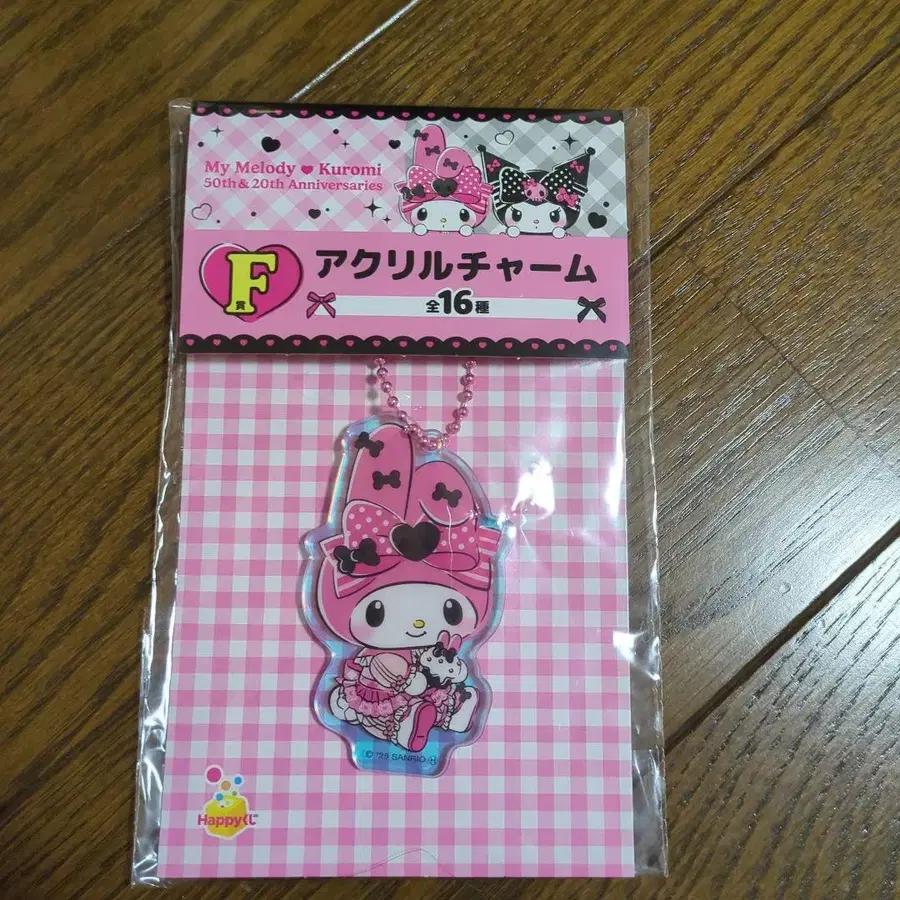 My Melody ♥ Kuromi
50th & 20th Anniversaries
F
賞
アクリルチャーム
全16種
© '25 SANRIO Ⓗ
Happyくじ